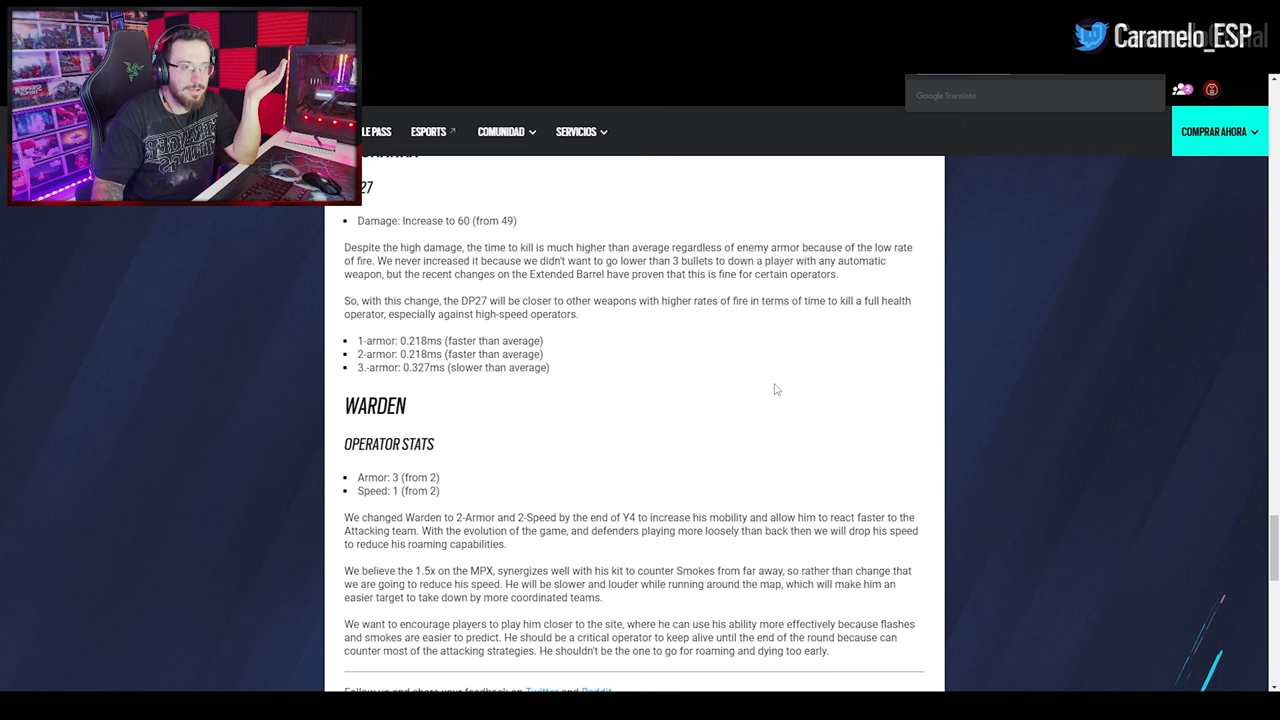 Caramelo_ESP
Google Translate
LE PASS
ESPORTS
COMUNIDAD
SERVICIOS
COMPRAR AHORA
27
Damage: Increase to 60 (from 49)
Despite the high damage, the time to kill is much higher than average regardless of enemy armor because of the low rate
of fire. We never increased it because we didn't want to go lower than 3 bullets to down a player with any automatic
weapon, but the recent changes on the Extended Barrel have proven that this is fine for certain operators.
So, with this change, the DP27 will be closer to other weapons with higher rates of fire in terms of time to kill a full health
operator, especially against high-speed operators.
1-armor: 0.218ms (faster than average)
2-armor: 0.218ms (faster than average)
3.-armor: 0.327ms (slower than average)
WARDEN
OPERATOR STATS
Armor: 3 (from 2)
Speed: 1 (from 2)
We changed Warden to 2-Armor and 2-Speed by the end of Y4 to increase his mobility and allow him to react faster to the
Attacking team. With the evolution of the game, and defenders playing more loosely than back then we will drop his speed
to reduce his roaming capabilities.
We believe the 1.5x on the MPX, synergizes well with his kit to counter Smokes from far away, so rather than change that
we are going to reduce his speed. He will be slower and louder while running around the map, which will make him an
easier target to take down by more coordinated teams.
We want to encourage players to play him closer to the site, where he can use his ability more effectively because flashes
and smokes are easier to predict. He should be a critical operator to keep alive until the end of the round because can
counter most of the attacking strategies. He shouldn't be the one to go for roaming and dying too early.
Follow us and share your feedback on Twitter and Reddit